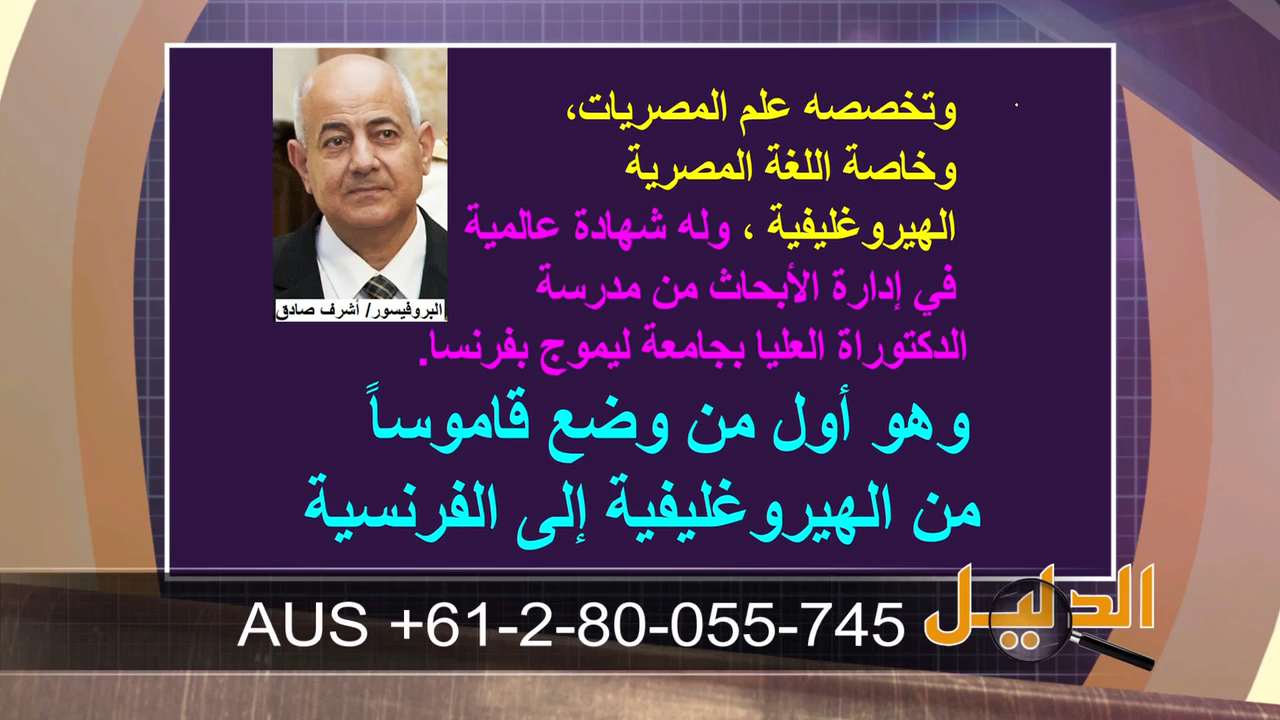 وتخصصه علم المصريات،
وخاصة اللغة المصرية
الهيروغليفية ، وله شهادة عالمية
في إدارة الأبحاث من مدرسة
الدكتوراة العليا بجامعة ليموج بفرنسا.
وهو أول من وضع قاموساً
من الهيروغليفية إلى الفرنسية
البروفيسور/ أشرف صادق
AUS +61-2-80-055-745
الدليل